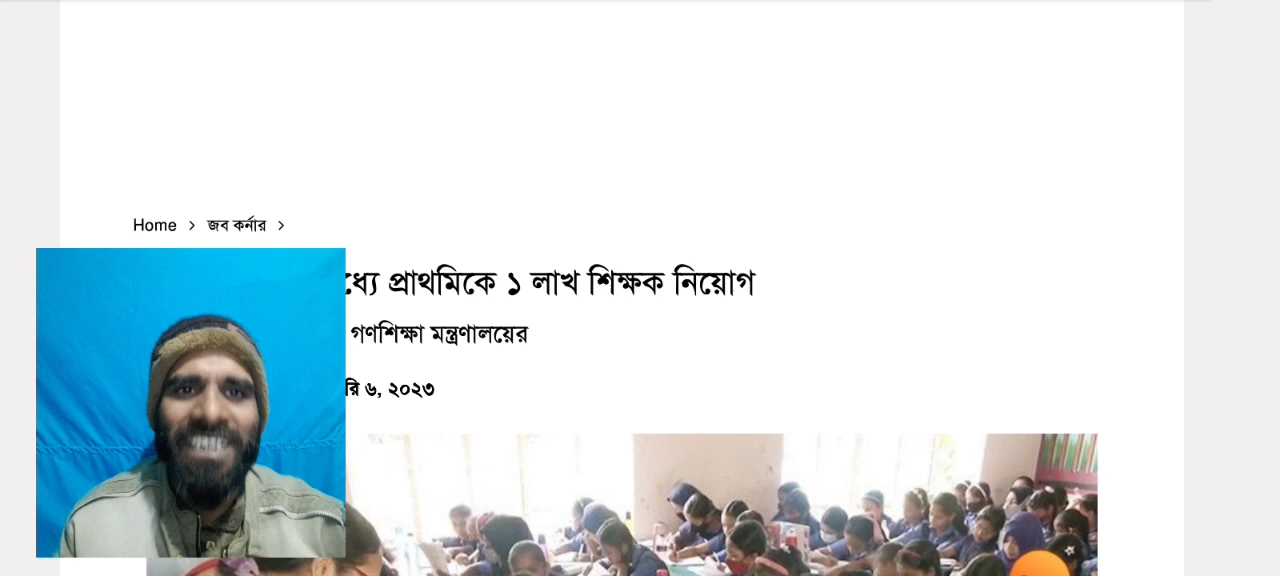 Home > জব কর্নার >
প্রাথমিকে ১ লাখ শিক্ষক নিয়োগ
গণশিক্ষা মন্ত্রণালয়ের
৬, ২০২৩